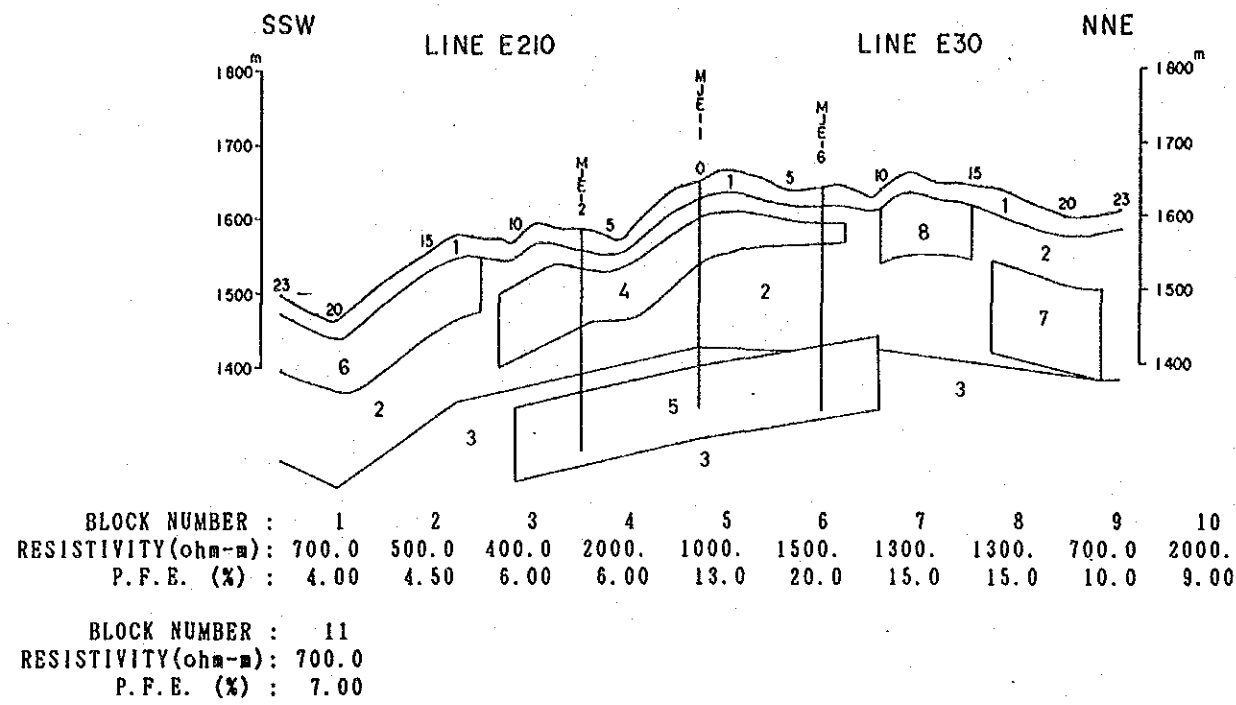 SSW
NNE
LINE E210
LINE E30
m
1800
1700
1600
1500
1400
1800m
1700
1600
1500
1400
MJE-2
MJE-1
MJE-6
23
20
15
10
5
0
5
10
15
20
23
1
1
1
8
2
4
2
7
6
2
3
5
3
3
BLOCK NUMBER : 1 2 3 4 5 6 7 8 9 10
RESISTIVITY(ohm-m): 700.0 500.0 400.0 2000. 1000. 1500. 1300. 1300. 700.0 2000.
P.F.E. (%) : 4.00 4.50 6.00 6.00 13.0 20.0 15.0 15.0 10.0 9.00
BLOCK NUMBER : 11
RESISTIVITY(ohm-m): 700.0
P.F.E. (%) : 7.00